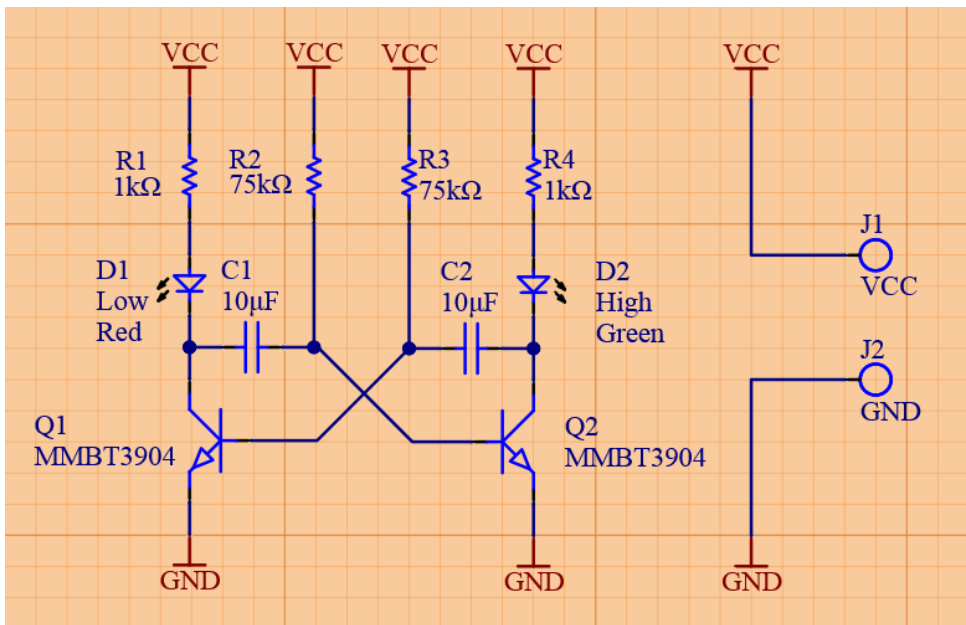 VCC
VCC
VCC
VCC
VCC
R1
1kΩ
R2
75kΩ
R3
75kΩ
R4
1kΩ
J1
VCC
D1
Low
Red
C1
10µF
C2
10µF
D2
High
Green
J2
GND
Q1
MMBT3904
Q2
MMBT3904
GND
GND
GND